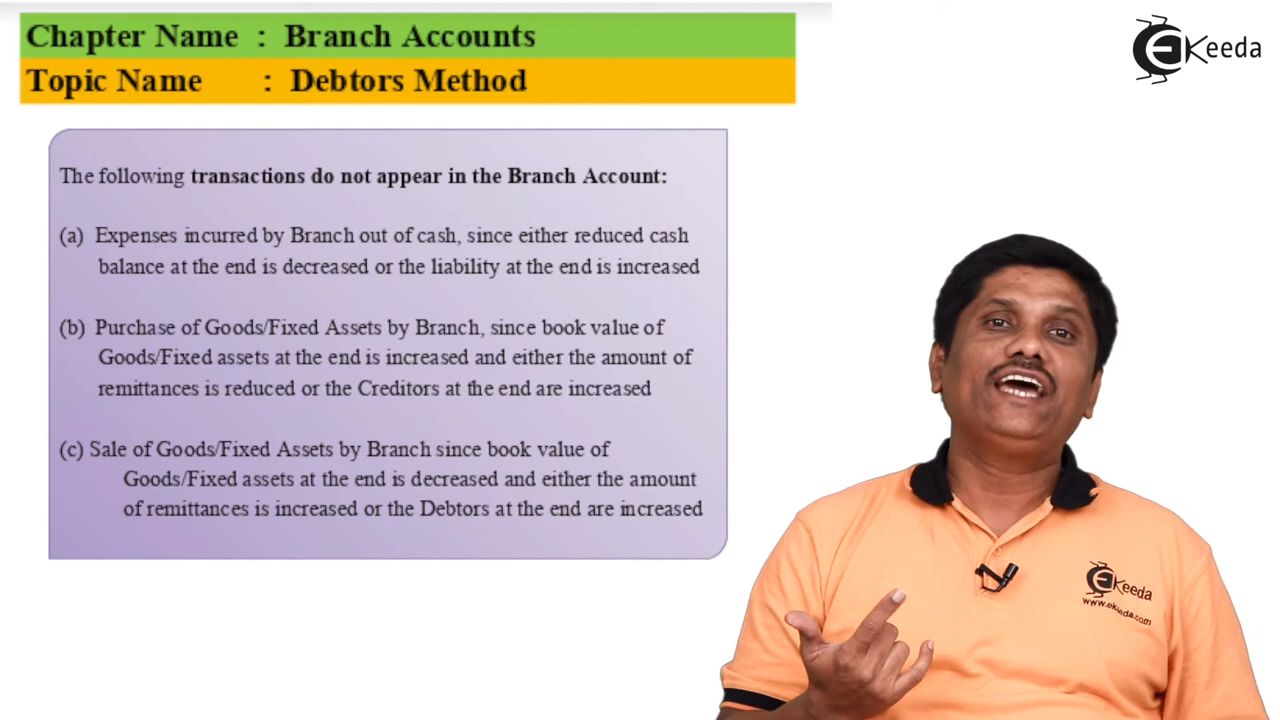 Chapter Name : Branch Accounts
Topic Name : Debtors Method
EKeeda
The following transactions do not appear in the Branch Account:
(a) Expenses incurred by Branch out of cash, since either reduced cash
balance at the end is decreased or the liability at the end is increased
(b) Purchase of Goods/Fixed Assets by Branch, since book value of
Goods/Fixed assets at the end is increased and either the amount of
remittances is reduced or the Creditors at the end are increased
(c) Sale of Goods/Fixed Assets by Branch since book value of
Goods/Fixed assets at the end is decreased and either the amount
of remittances is increased or the Debtors at the end are increased
EKeeda
www.ekeeda.com